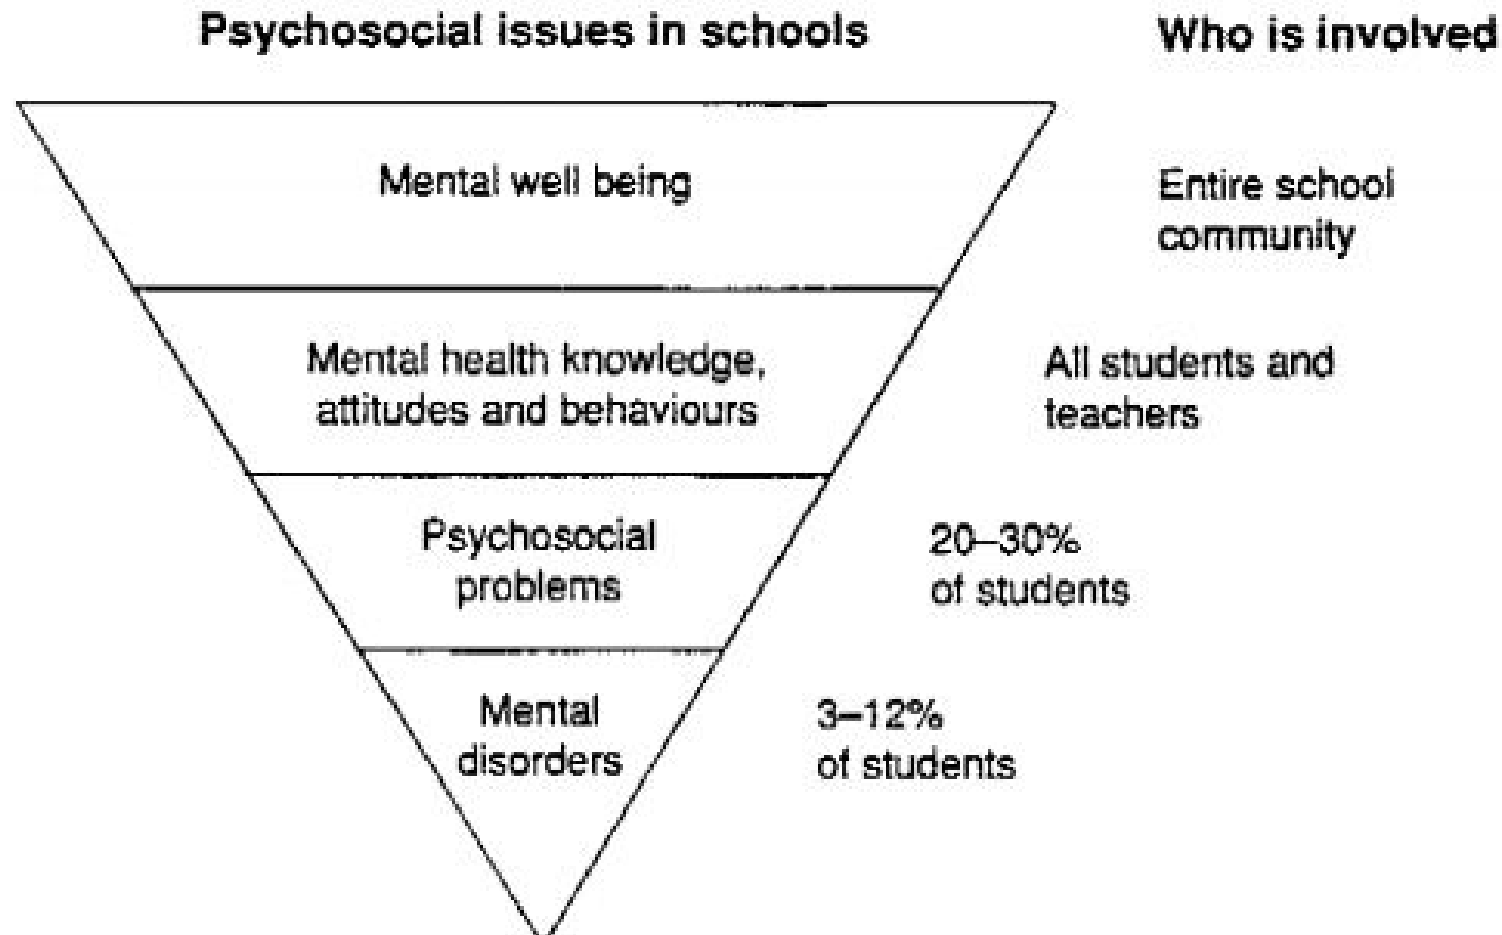 Psychosocial issues in schools
Who is involved
Mental well being
Entire school
community
Mental health knowledge,
attitudes and behaviours
All students and
teachers
Psychosocial
problems
20–30%
of students
Mental
disorders
3–12%
of students